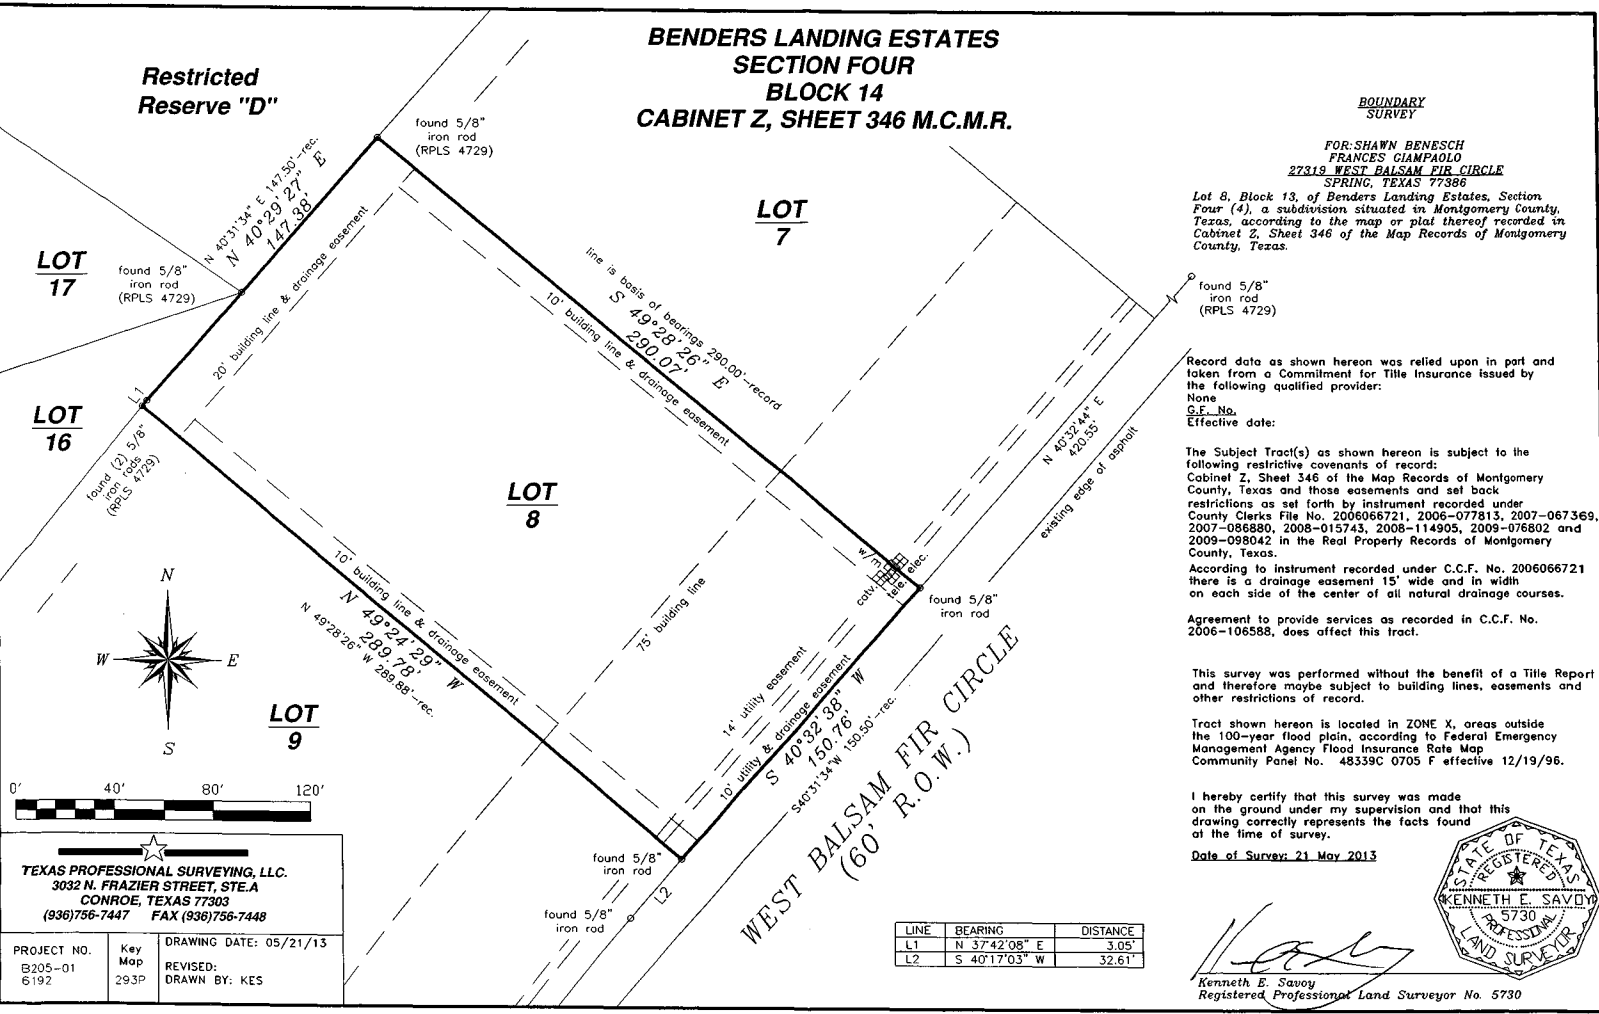 BENDERS LANDING ESTATES
SECTION FOUR
BLOCK 14
CABINET Z, SHEET 346 M.C.M.R.
Restricted
Reserve "D"
found 5/8"
iron rod
(RPLS 4729)
N 40°31'34" E 147.50'-rec.
N 40°29'27" E
147.38'
LOT
17
found 5/8"
iron rod
(RPLS 4729)
20' building line & drainage easement
LOT
7
line is basis of bearings 290.00'-record
S 49°28'26" E
290.07'
10' building line & drainage easement
found 5/8"
iron rod
(RPLS 4729)
L1
LOT
16
found (2) 5/8"
iron rods
(RPLS 4729)
LOT
8
N 40°32'44" E
420.55'
existing edge of asphalt
w/m
elec.
tele.
catv.
found 5/8"
iron rod
10' building line & drainage easement
N 49°24'29" W
289.78'
N 49°28'26" W 289.88'-rec.
75' building line
14' utility easement
10' utility & drainage easement
S 40°32'38" W
150.76'
S40°31'34"W 150.50'-rec.
WEST BALSAM FIR CIRCLE
(60' R.O.W.)
N
W
E
S
LOT
9
0'
40'
80'
120'
found 5/8"
iron rod
L2
found 5/8"
iron rod
TEXAS PROFESSIONAL SURVEYING, LLC.
3032 N. FRAZIER STREET, STE.A
CONROE, TEXAS 77303
(936)756-7447 FAX (936)756-7448
PROJECT NO.
B205-01
6192
Key
Map
293P
DRAWING DATE: 05/21/13
REVISED:
DRAWN BY: KES
LINE BEARING DISTANCE
L1 N 37°42'08" E 3.05'
L2 S 40°17'03" W 32.61'
BOUNDARY
SURVEY
FOR: SHAWN BENESCH
FRANCES GIAMPAOLO
27319 WEST BALSAM FIR CIRCLE
SPRING, TEXAS 77386
Lot 8, Block 13, of Benders Landing Estates, Section
Four (4), a subdivision situated in Montgomery County,
Texas, according to the map or plat thereof recorded in
Cabinet Z, Sheet 346 of the Map Records of Montgomery
County, Texas.
Record data as shown hereon was relied upon in part and
taken from a Commitment for Title Insurance issued by
the following qualified provider:
None
G.F. No.
Effective date:
The Subject Tract(s) as shown hereon is subject to the
following restrictive covenants of record:
Cabinet Z, Sheet 346 of the Map Records of Montgomery
County, Texas and those easements and set back
restrictions as set forth by instrument recorded under
County Clerks File No. 2006066721, 2006-077813, 2007-067369,
2007-086880, 2008-015743, 2008-114905, 2009-076802 and
2009-098042 in the Real Property Records of Montgomery
County, Texas.
According to instrument recorded under C.C.F. No. 2006066721
there is a drainage easement 15' wide and in width
on each side of the center of all natural drainage courses.
Agreement to provide services as recorded in C.C.F. No.
2006-106588, does affect this tract.
This survey was performed without the benefit of a Title Report
and therefore maybe subject to building lines, easements and
other restrictions of record.
Tract shown hereon is located in ZONE X, areas outside
the 100-year flood plain, according to Federal Emergency
Management Agency Flood Insurance Rate Map
Community Panel No. 48339C 0705 F effective 12/19/96.
I hereby certify that this survey was made
on the ground under my supervision and that this
drawing correctly represents the facts found
at the time of survey.
Date of Survey: 21 May 2013
STATE OF TEXAS
REGISTERED
KENNETH E. SAVOY
5730
PROFESSIONAL
LAND SURVEYOR
Kenneth E. Savoy
Registered Professional Land Surveyor No. 5730